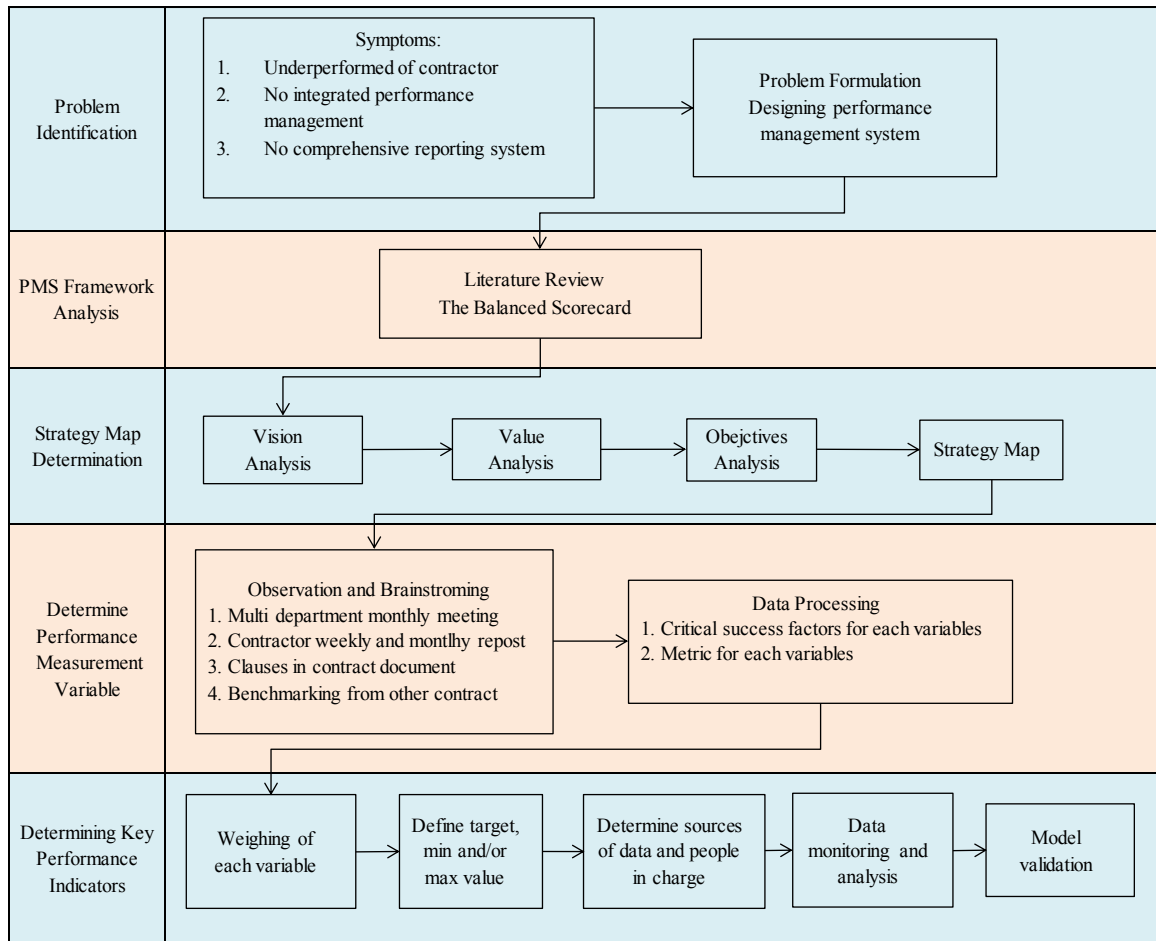 Problem
Identification
Symptoms:
1. Underperformed of contractor
2. No integrated performance
management
3. No comprehensive reporting system
Problem Formulation
Designing performance
management system
PMS Framework
Analysis
Literature Review
The Balanced Scorecard
Strategy Map
Determination
Vision
Analysis
Value
Analysis
Obejctives
Analysis
Strategy Map
Determine
Performance
Measurement
Variable
Observation and Brainstroming
1. Multi department monthly meeting
2. Contractor weekly and montlhy repost
3. Clauses in contract document
4. Benchmarking from other contract
Data Processing
1. Critical success factors for each variables
2. Metric for each variables
Determining Key
Performance
Indicators
Weighing of
each variable
Define target,
min and/or
max value
Determine sources
of data and people
in charge
Data
monitoring and
analysis
Model
validation